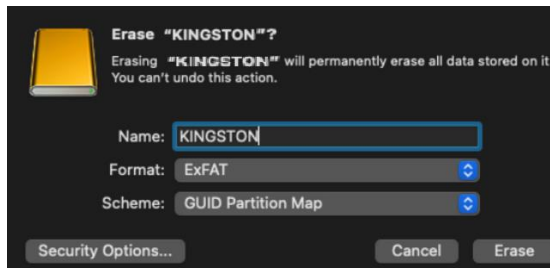 Erase “KINGSTON”?
Erasing “KINGSTON” will permanently erase all data stored on it
You can’t undo this action.
Name: KINGSTON
Format: ExFAT
Scheme: GUID Partition Map
Security Options... Cancel Erase